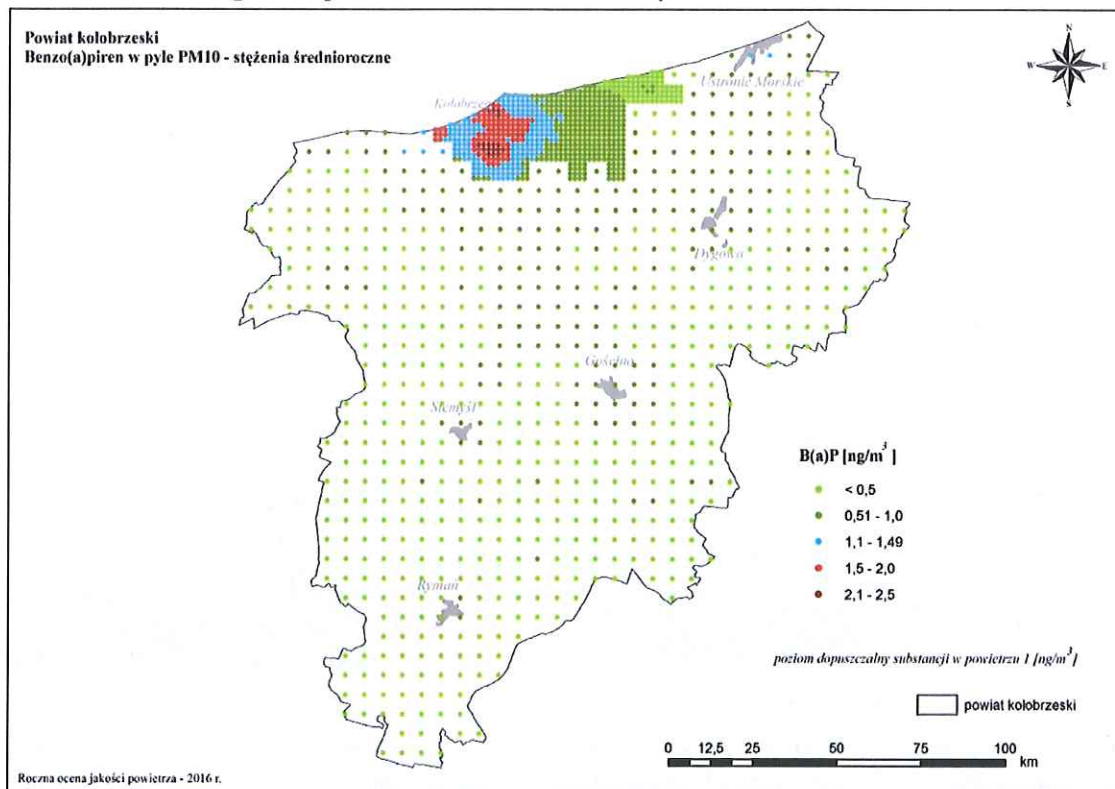 Powiat kołobrzeski
Benzo(a)piren w pyle PM10 - stężenia średnioroczne
N
W
E
S
Ustronie Morskie
Dygowo
Gościno
Siemyśl
Rymań
B(a)P [ng/m³]
< 0,5
0,51 - 1,0
1,1 - 1,49
1,5 - 2,0
2,1 - 2,5
poziom dopuszczalny substancji w powietrzu 1 [ng/m³]
powiat kołobrzeski
0 12,5 25 50 75 100
km
Roczna ocena jakości powietrza - 2016 r.